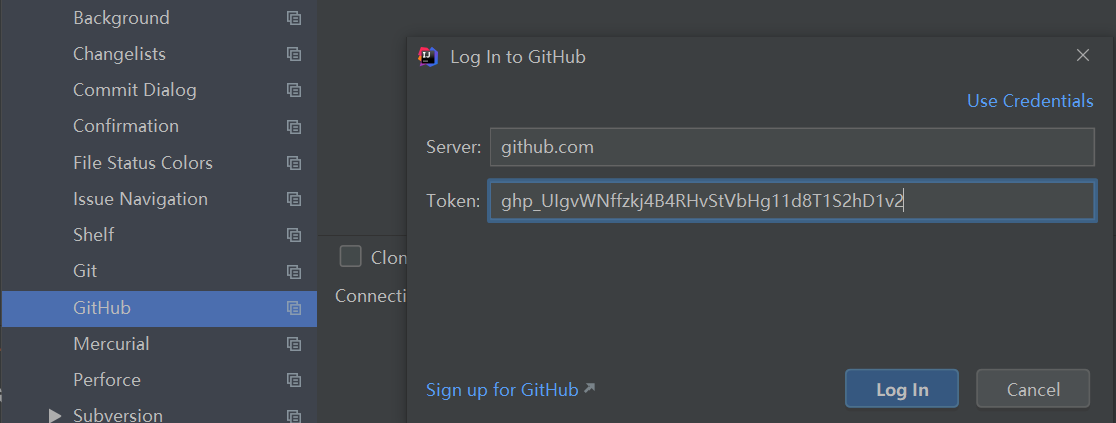 Background
Changelists
Commit Dialog
Confirmation
File Status Colors
Issue Navigation
Shelf
Git
GitHub
Mercurial
Perforce
Subversion
Log In to GitHub
Use Credentials
Server: github.com
Token: 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
Clon
Connecti
Sign up for GitHub
Log In
Cancel